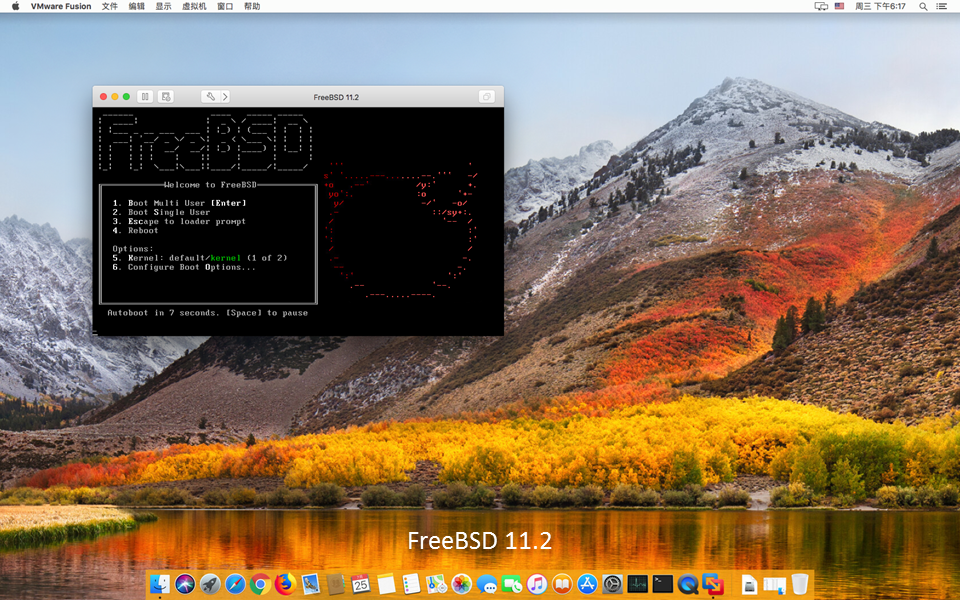 VMware Fusion 文件 编辑 显示 虚拟机 窗口 帮助 周三 下午6:17
FreeBSD 11.2
FreeBSD
Welcome to FreeBSD
1. Boot Multi User [Enter]
2. Boot Single User
3. Escape to loader prompt
4. Reboot
Options:
5. Kernel: default/kernel (1 of 2)
6. Configure Boot Options...
Autoboot in 7 seconds. [Space] to pause
FreeBSD 11.2
25